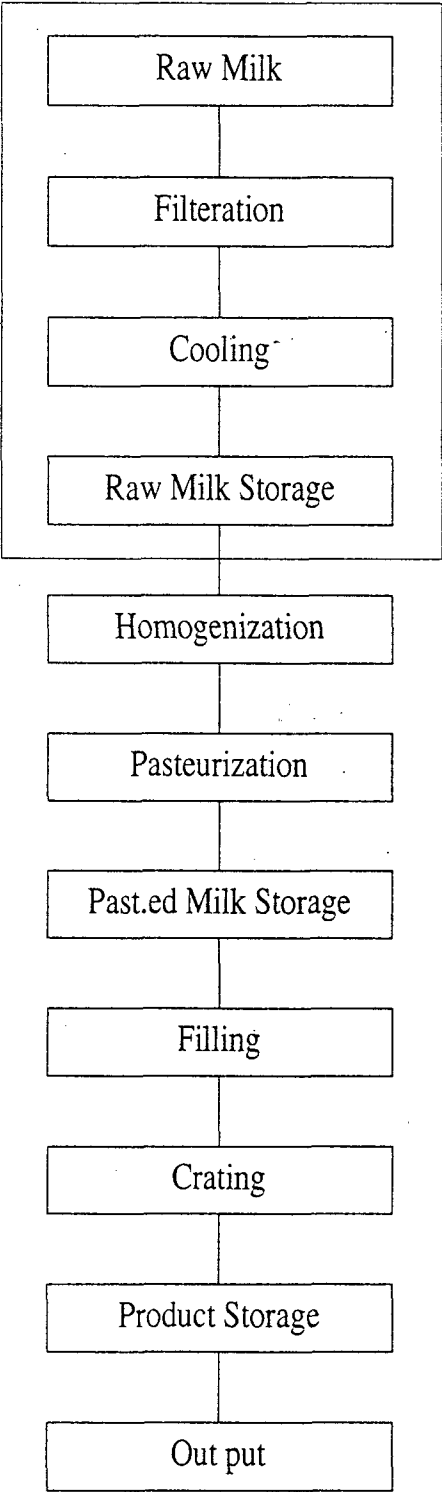 Raw Milk
Filteration
Cooling
Raw Milk Storage
Homogenization
Pasteurization
Past.ed Milk Storage
Filling
Crating
Product Storage
Out put